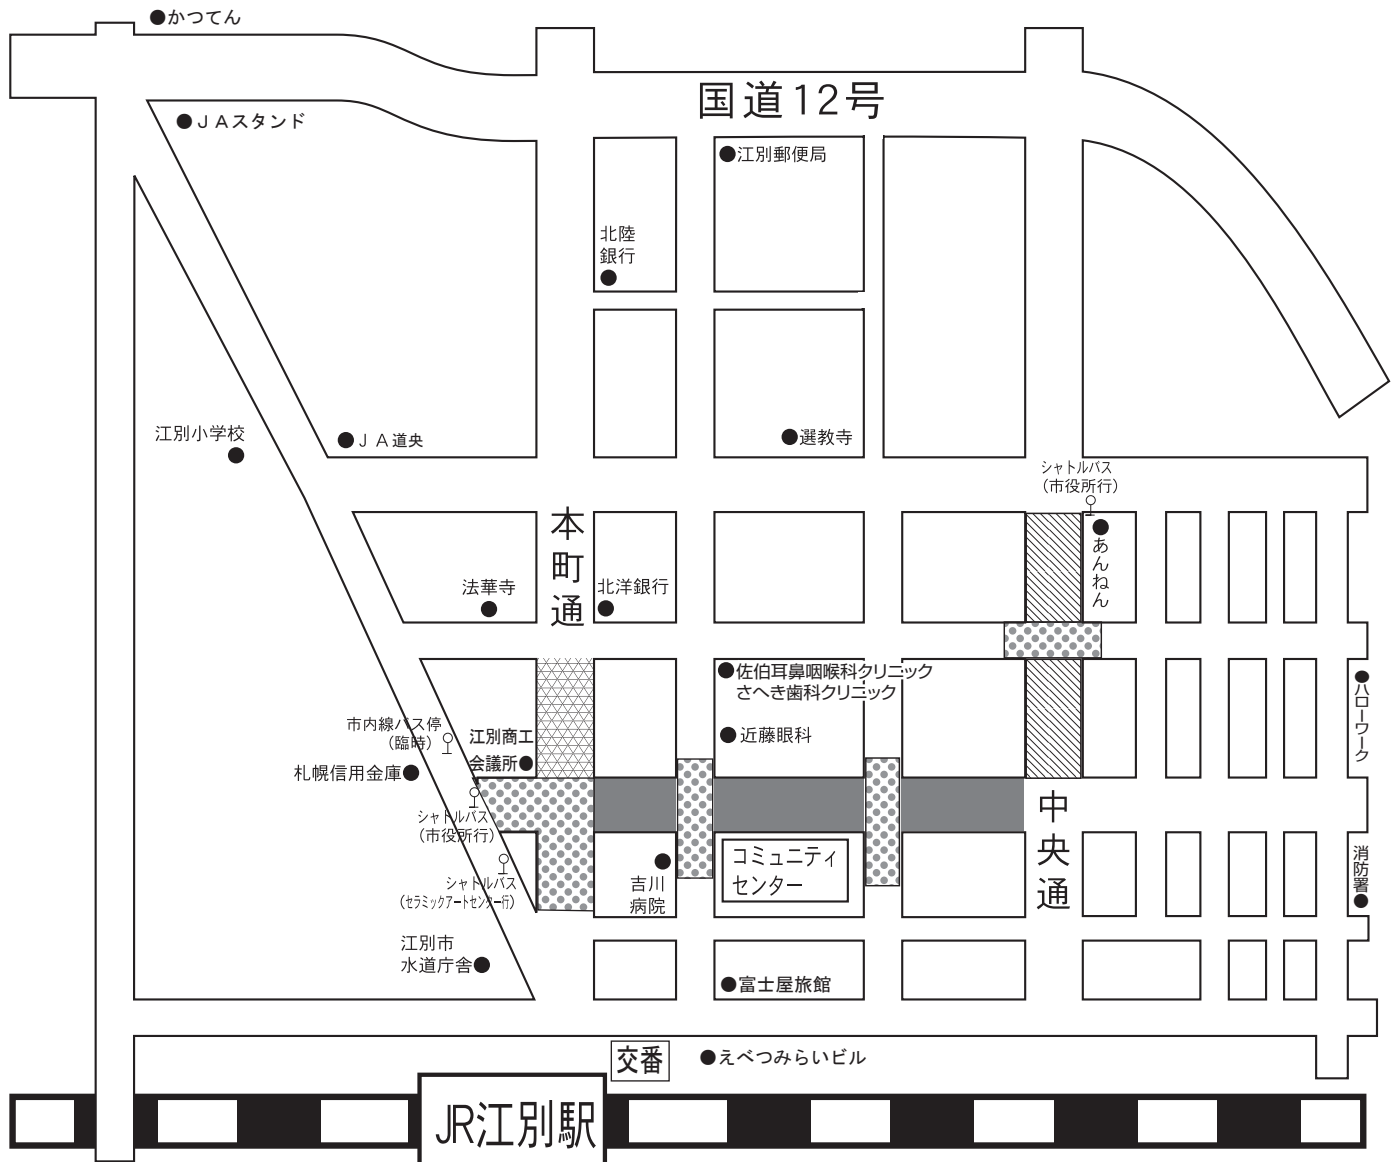 ●かつてん
国道12号
●JAスタンド
●江別郵便局
北陸
銀行
江別小学校
●JA道央
●選教寺
シャトルバス
(市役所行)
本町通
あんねん
法華寺
北洋銀行
●佐伯耳鼻咽喉科クリニック
さへき歯科クリニック
●ハローワーク
市内線バス停
(臨時)
江別商工
会議所●
●近藤眼科
札幌信用金庫●
中央通
シャトルバス
(市役所行)
コミュニティ
センター
消防署●
吉川
病院
シャトルバス
(セラミックアートセンター行)
江別市
水道庁舎●
●富士屋旅館
交番
●えべつみらいビル
JR江別駅